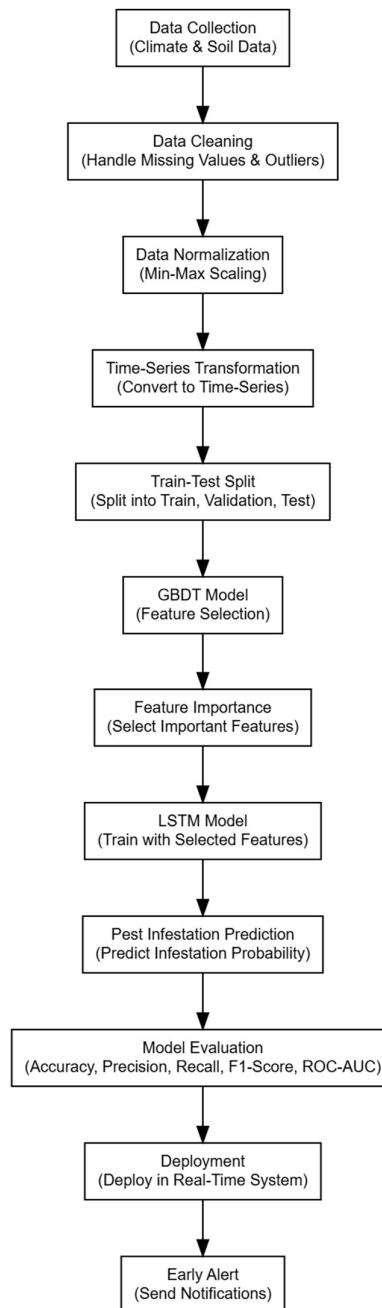 Data Collection
(Climate & Soil Data)
Data Cleaning
(Handle Missing Values & Outliers)
Data Normalization
(Min-Max Scaling)
Time-Series Transformation
(Convert to Time-Series)
Train-Test Split
(Split into Train, Validation, Test)
GBDT Model
(Feature Selection)
Feature Importance
(Select Important Features)
LSTM Model
(Train with Selected Features)
Pest Infestation Prediction
(Predict Infestation Probability)
Model Evaluation
(Accuracy, Precision, Recall, F1-Score, ROC-AUC)
Deployment
(Deploy in Real-Time System)
Early Alert
(Send Notifications)